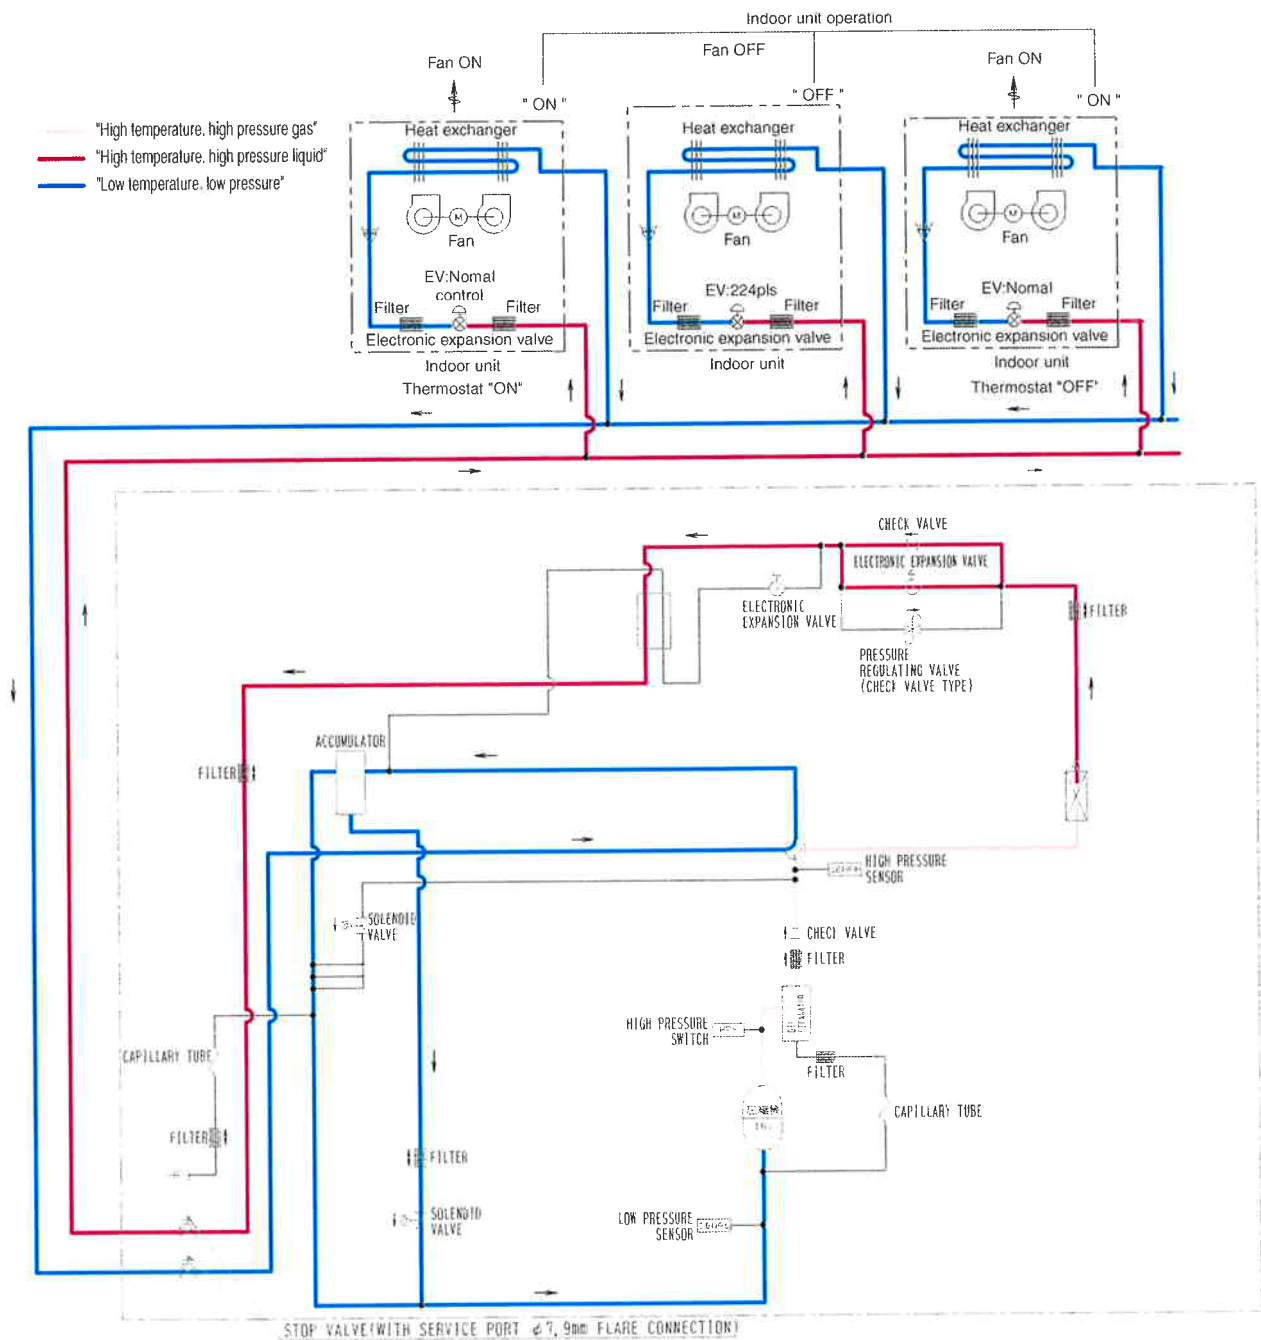 Indoor unit operation
Fan ON
Fan OFF
Fan ON
" ON "
" OFF "
" ON "
"High temperature, high pressure gas"
"High temperature, high pressure liquid"
"Low temperature, low pressure"
Heat exchanger
Heat exchanger
Heat exchanger
M
M
M
Fan
Fan
Fan
EV:Nomal
control
EV:224pls
EV:Nomal
Filter
Filter
Filter
Filter
Filter
Filter
Electronic expansion valve
Electronic expansion valve
Electronic expansion valve
Indoor unit
Indoor unit
Indoor unit
Thermostat "ON"
Thermostat "OFF"
CHECK VALVE
ELECTRONIC EXPANSION VALVE
ELECTRONIC
EXPANSION VALVE
FILTER
PRESSURE
REGULATING VALVE
(CHECK VALVE TYPE)
ACCUMULATOR
FILTER
HIGH PRESSURE
SENSOR
SOLENOID
VALVE
CHECK VALVE
FILTER
HIGH PRESSURE
SWITCH
FILTER
CAPILLARY TUBE
CAPILLARY TUBE
圧縮機
INV
FILTER
FILTER
SOLENOID
VALVE
LOW PRESSURE
SENSOR
STOP VALVE(WITH SERVICE PORT φ7.9mm FLARE CONNECTION)